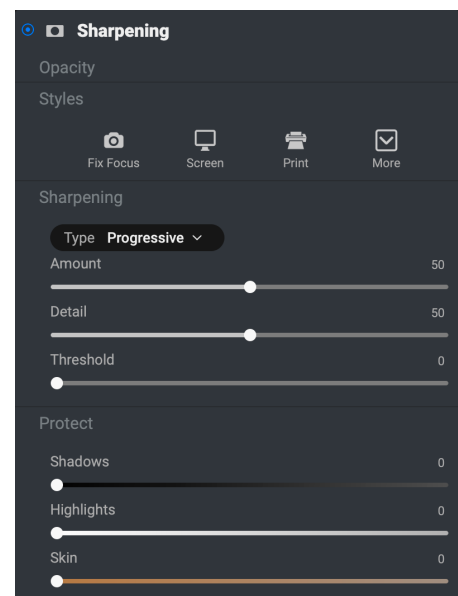 Sharpening
Opacity
Styles
Fix Focus Screen Print More
Sharpening
Type Progressive
Amount 50
Detail 50
Threshold 0
Protect
Shadows 0
Highlights 0
Skin 0